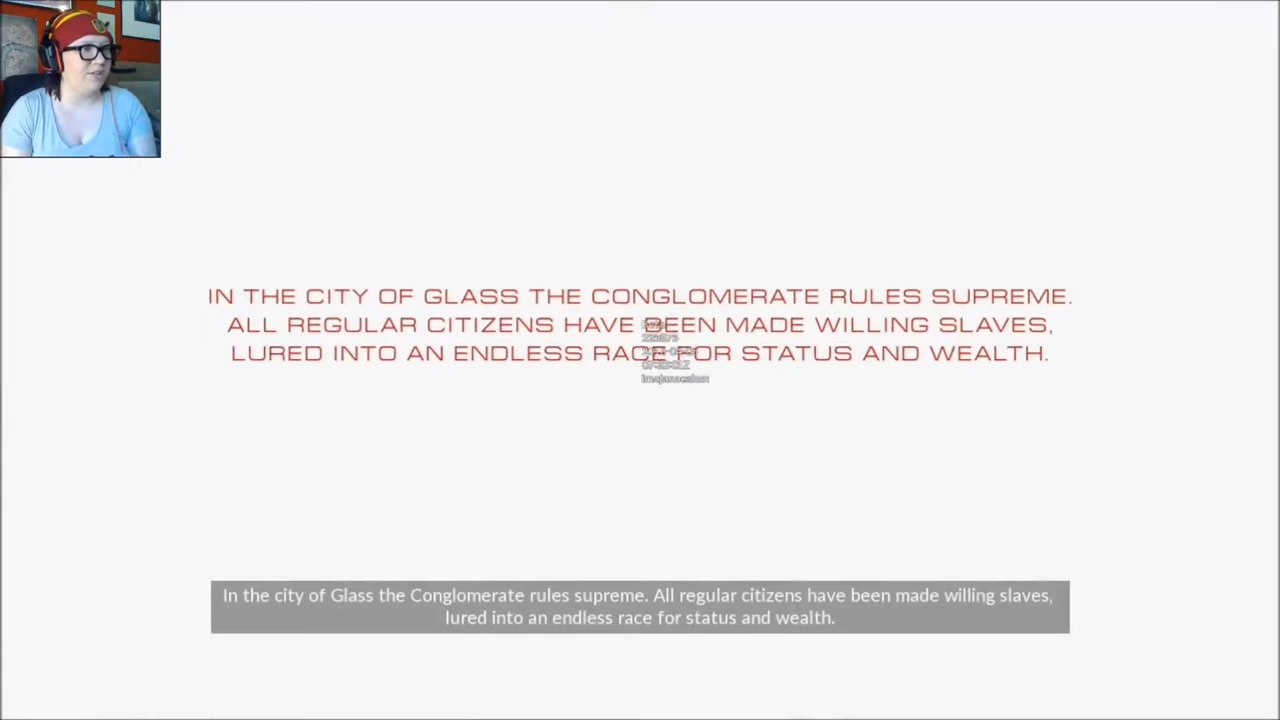 IN THE CITY OF GLASS THE CONGLOMERATE RULES SUPREME.
ALL REGULAR CITIZENS HAVE BEEN MADE WILLING SLAVES,
LURED INTO AN ENDLESS RACE FOR STATUS AND WEALTH.
In the city of Glass the Conglomerate rules supreme. All regular citizens have been made willing slaves,
lured into an endless race for status and wealth.